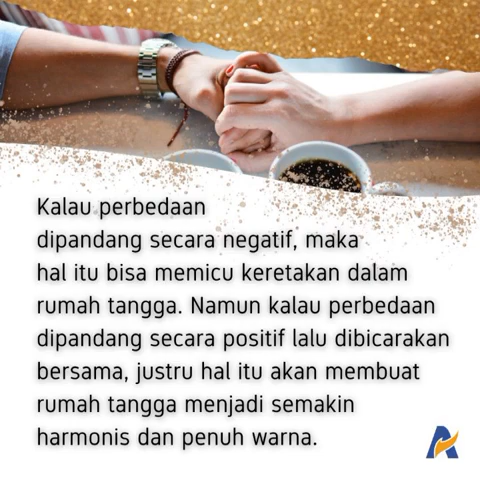 Kalau perbedaan
dipandang secara negatif, maka
hal itu bisa memicu keretakan dalam
rumah tangga. Namun kalau perbedaan
dipandang secara positif lalu dibicarakan
bersama, justru hal itu akan membuat
rumah tangga menjadi semakin
harmonis dan penuh warna.